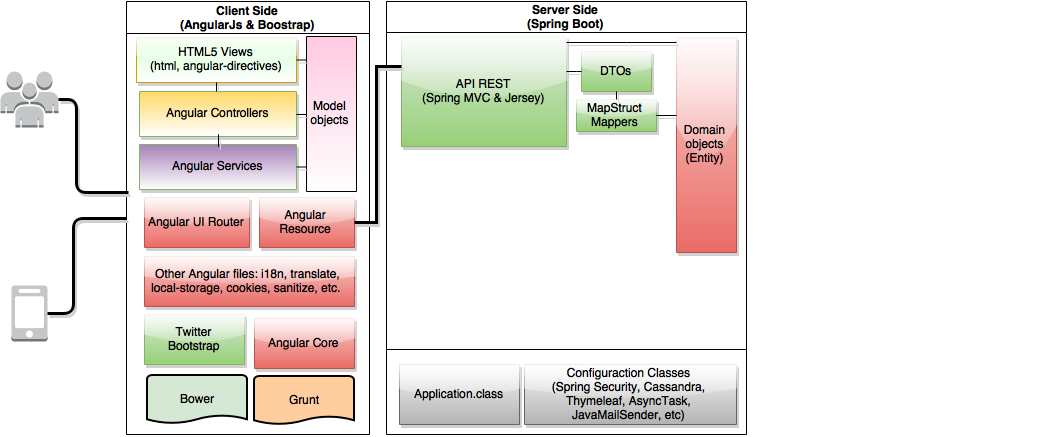 Client Side
(AngularJs & Boostrap)
HTML5 Views
(html, angular-directives)
Angular Controllers
Angular Services
Model
objects
Angular UI Router
Angular
Resource
Other Angular files: i18n, translate,
local-storage, cookies, sanitize, etc.
Twitter
Bootstrap
Angular Core
Bower
Grunt
Server Side
(Spring Boot)
API REST
(Spring MVC & Jersey)
DTOs
MapStruct
Mappers
Domain
objects
(Entity)
Application.class
Configuraction Classes
(Spring Security, Cassandra,
Thymeleaf, AsyncTask,
JavaMailSender, etc)